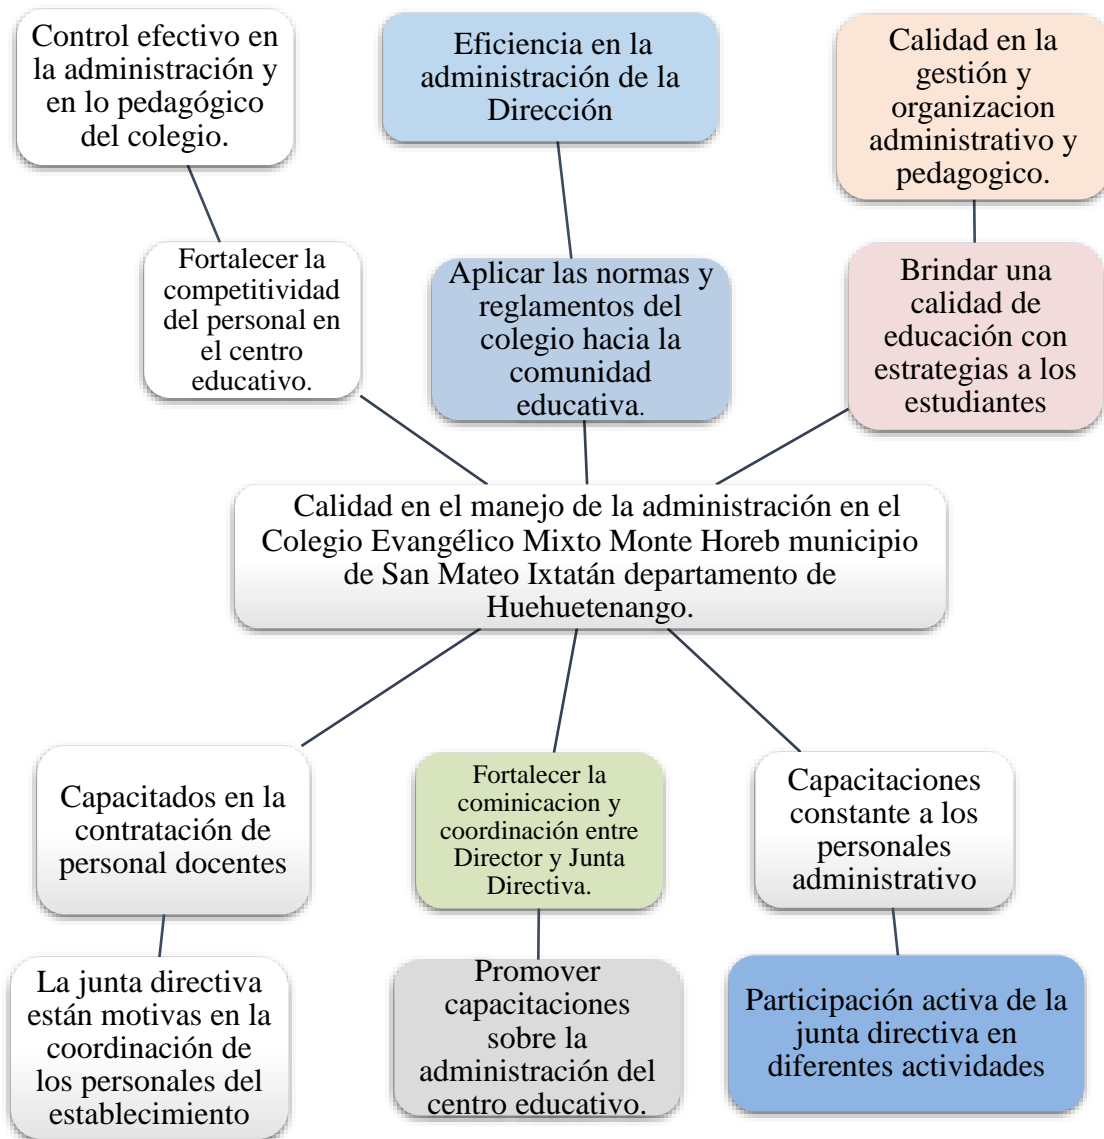 Control efectivo en
la administración y
en lo pedagógico
del colegio.
Eficiencia en la
administración de la
Dirección
Calidad en la
gestión y
organizacion
administrativo y
pedagogico.
Fortalecer la
competitividad
del personal en
el centro
educativo.
Aplicar las normas y
reglamentos del
colegio hacia la
comunidad
educativa.
Brindar una
calidad de
educación con
estrategias a los
estudiantes
Calidad en el manejo de la administración en el
Colegio Evangélico Mixto Monte Horeb municipio
de San Mateo Ixtatán departamento de
Huehuetenango.
Capacitados en la
contratación de
personal docentes
Fortalecer la
cominicacion y
coordinación entre
Director y Junta
Directiva.
Capacitaciones
constante a los
personales
administrativo
La junta directiva
están motivas en la
coordinación de
los personales del
establecimiento
Promover
capacitaciones
sobre la
administración del
centro educativo.
Participación activa de la
junta directiva en
diferentes actividades